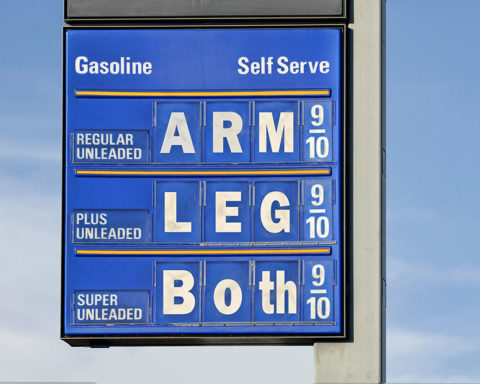 Gasoline Self Serve
ARM 9/10
REGULAR
UNLEADED
LEG 9/10
PLUS
UNLEADED
Both 9/10
SUPER
UNLEADED